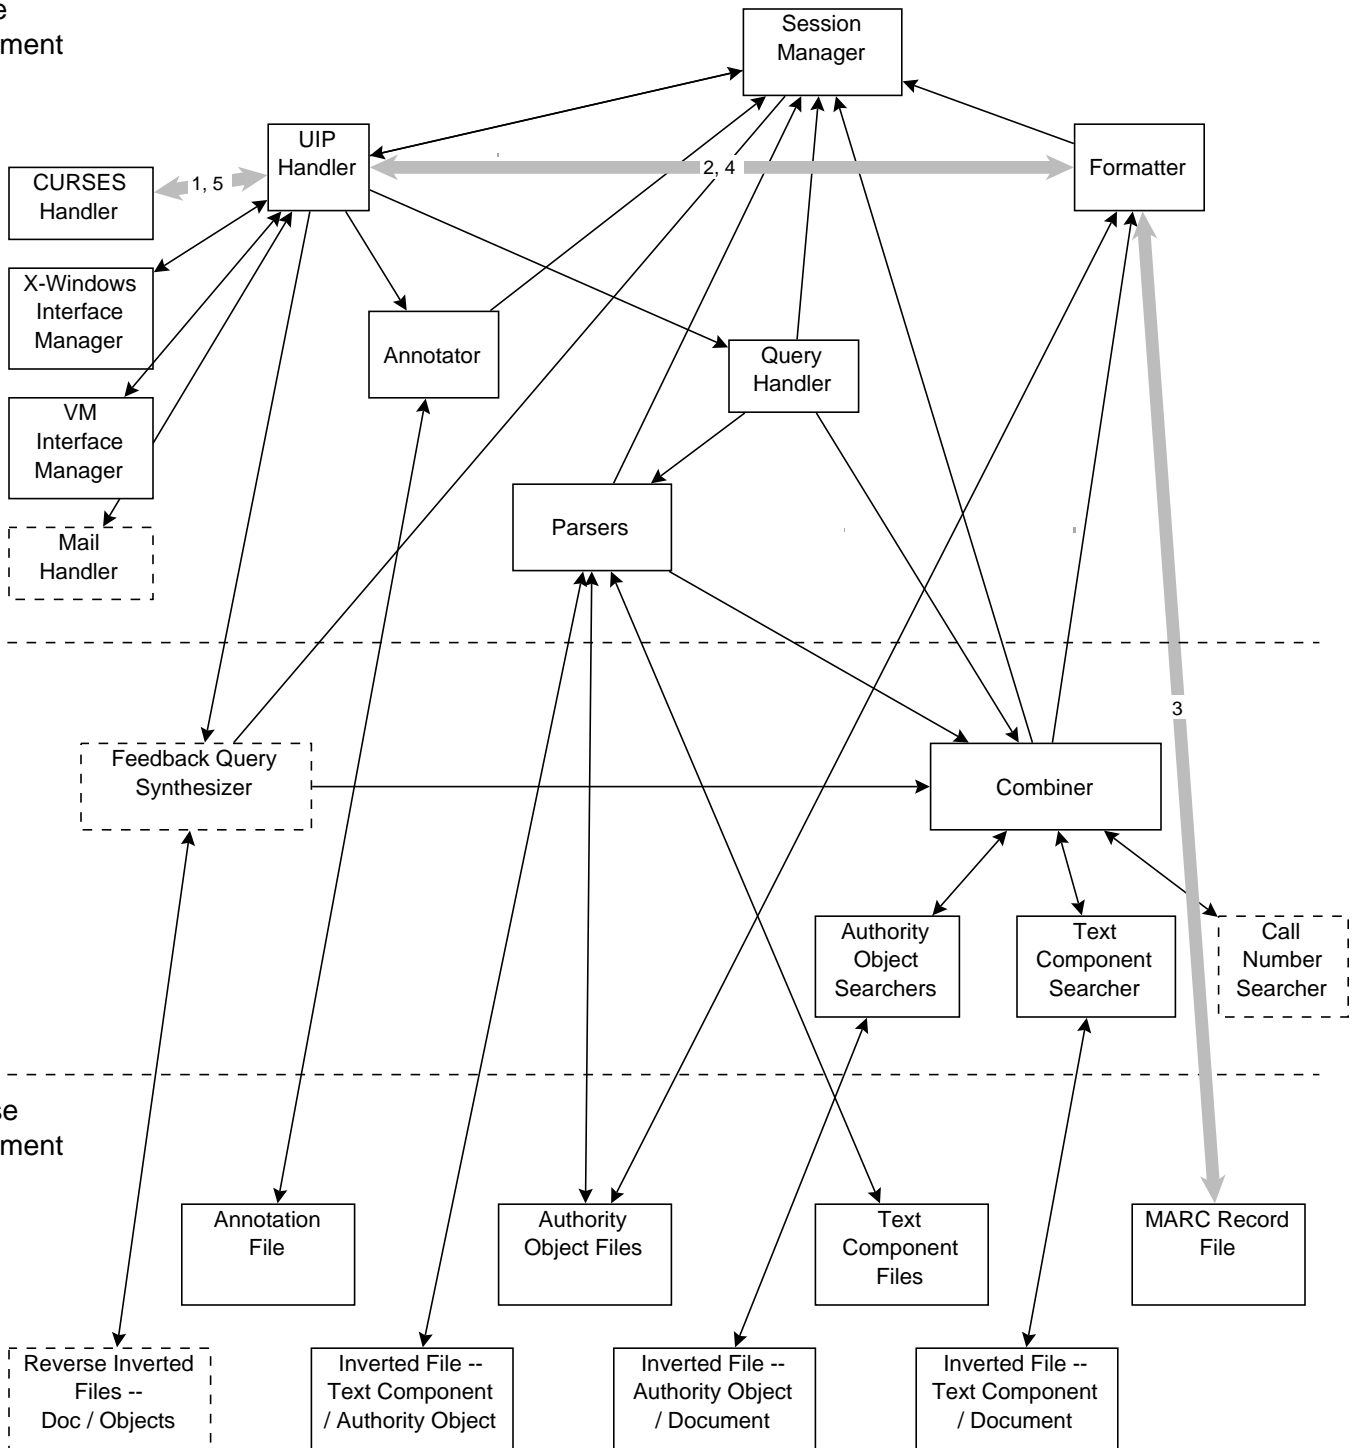 e
ment
Session
Manager
UIP
Handler
Formatter
CURSES
Handler
1, 5
2, 4
X-Windows
Interface
Manager
Annotator
Query
Handler
VM
Interface
Manager
Parsers
Mail
Handler
3
Feedback Query
Synthesizer
Combiner
Authority
Object
Searchers
Text
Component
Searcher
Call
Number
Searcher
se
ment
Annotation
File
Authority
Object Files
Text
Component
Files
MARC Record
File
Reverse Inverted
Files --
Doc / Objects
Inverted File --
Text Component
/ Authority Object
Inverted File --
Authority Object
/ Document
Inverted File --
Text Component
/ Document